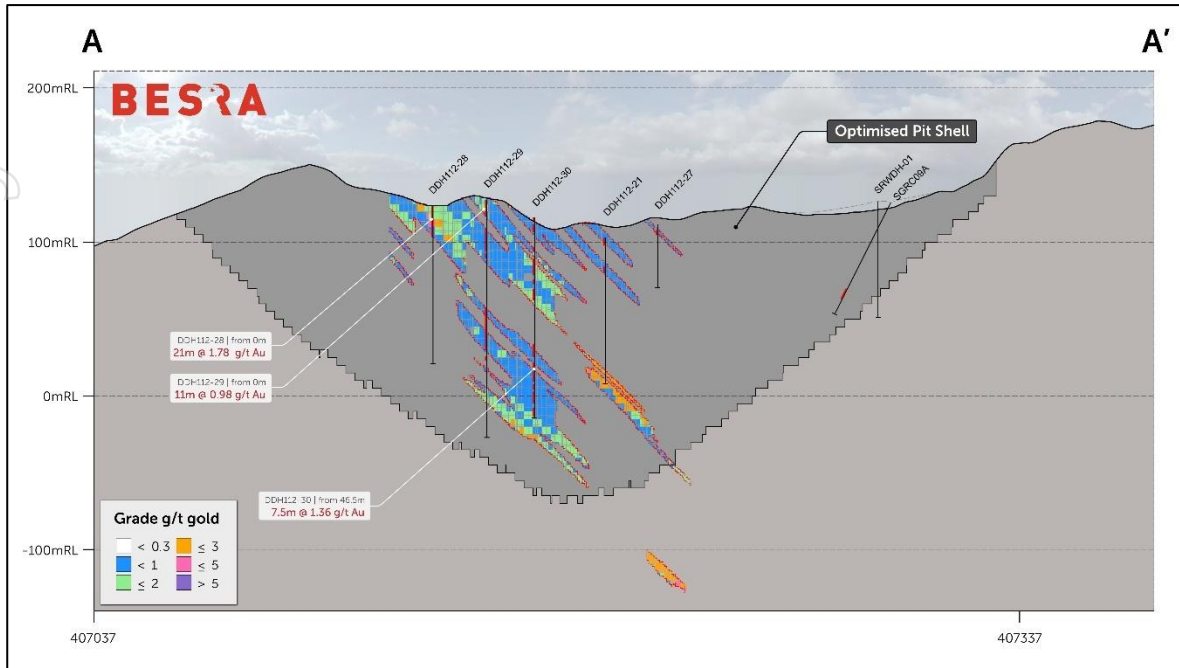 A
A'
BESRA
200mRL
100mRL
0mRL
-100mRL
Optimised Pit Shell
DDH112-28
DDH112-29
DDH112-30
DDH112-21
DDH112-27
SRWDH-01
SGRC09A
DDH112-28 | from 0m
21m @ 1.78 g/t Au
DDH112-29 | from 0m
11m @ 0.98 g/t Au
DDH112-30 | from 46.5m
7.5m @ 1.36 g/t Au
Grade g/t gold
< 0.3
≤ 3
< 1
≤ 5
≤ 2
> 5
407037
407337